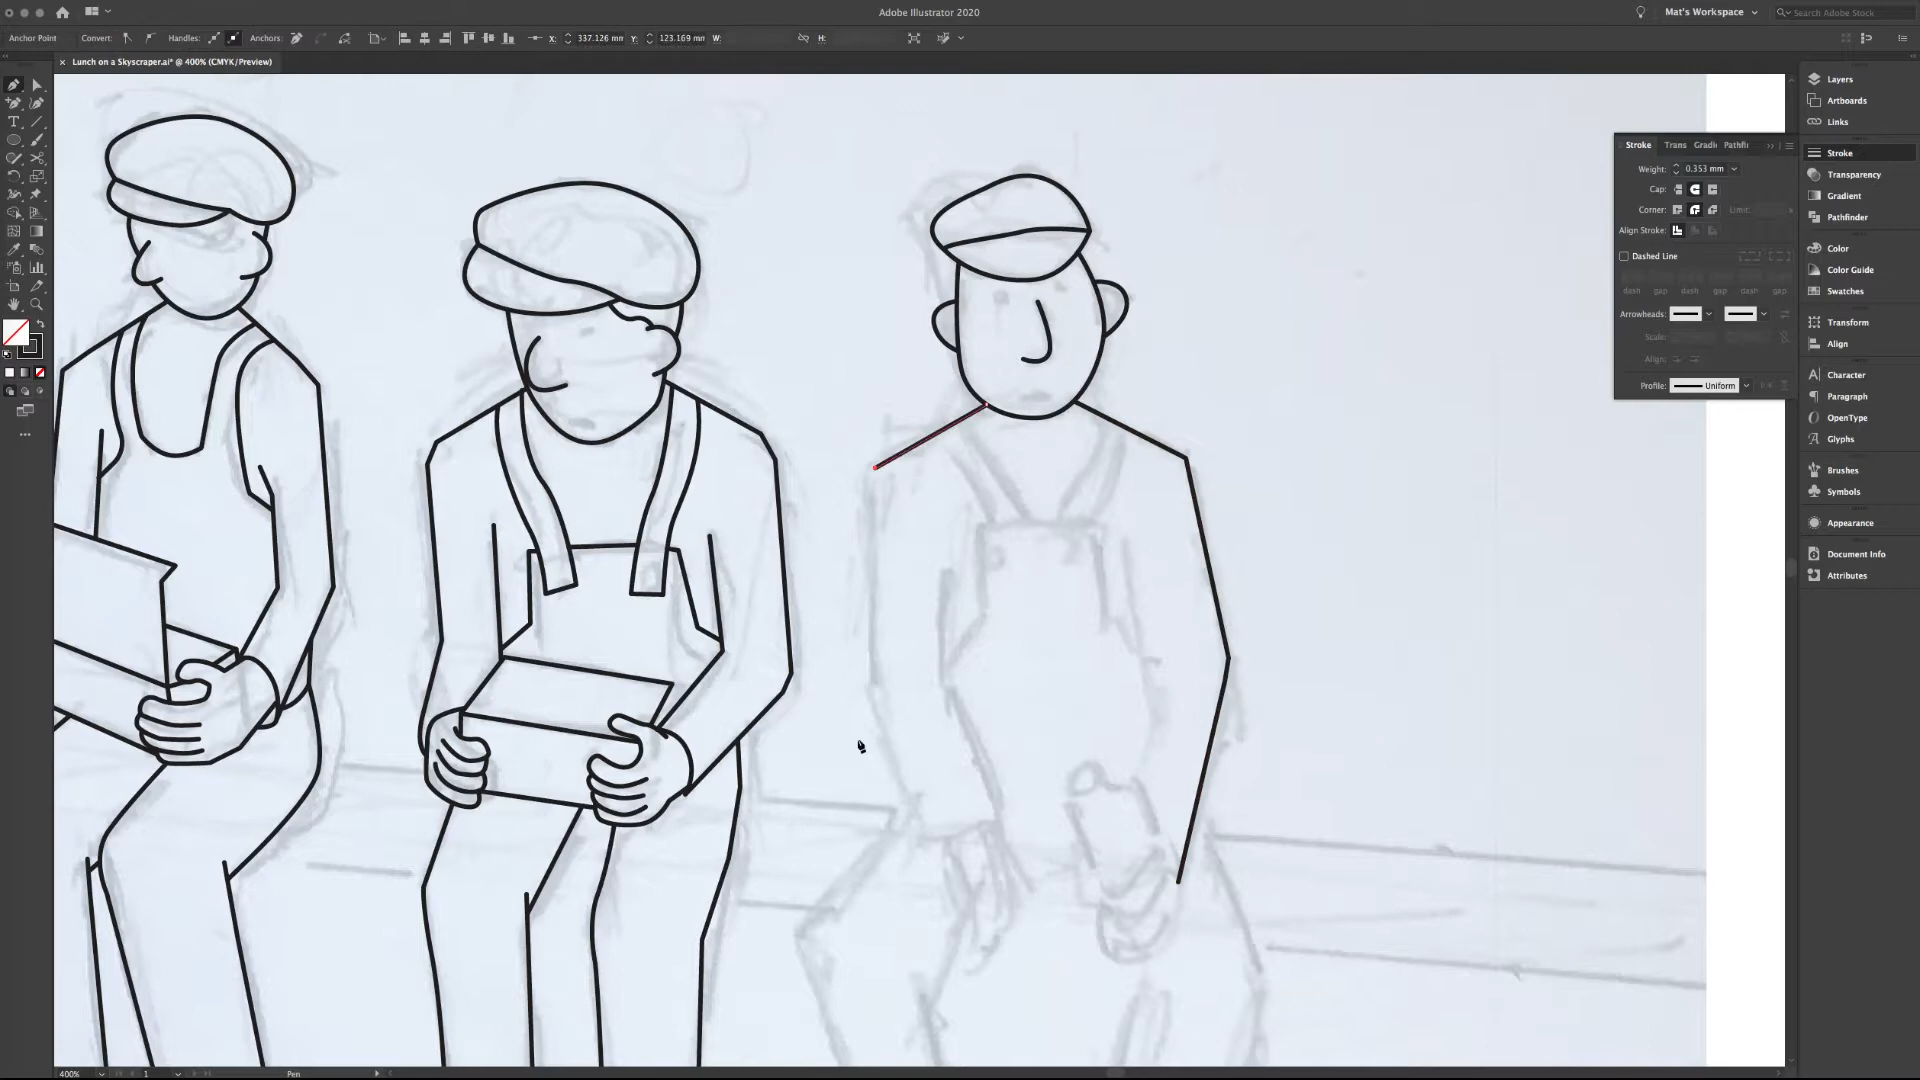 Adobe Illustrator 2020
Mat's Workspace
Search Adobe Stock
Anchor Point
Convert:
Handles:
Anchors:
X:
337.126 mm
Y:
123.169 mm
W:
H:
Lunch on a Skyscraper.ai* @ 400% (CMYK/Preview)
Layers
Artboards
Links
Stroke
Transparency
Gradient
Pathfinder
Color
Color Guide
Swatches
Transform
Align
Character
Paragraph
OpenType
Glyphs
Brushes
Symbols
Appearance
Document Info
Attributes
Stroke
Trans
Gradi
Pathfi
Weight:
0.353 mm
Cap:
Corner:
Limit:
Align Stroke:
Dashed Line
dash
gap
dash
gap
dash
gap
Arrowheads:
Scale:
Align:
Profile:
Uniform
400%
1
Pen